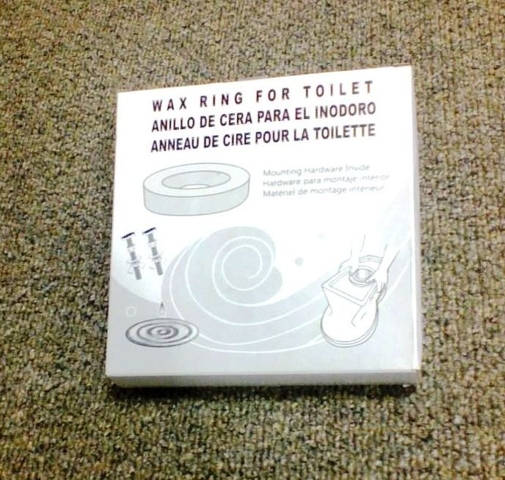 WAX RING FOR TOILET
ANILLO DE CERA PARA EL INODORO
ANNEAU DE CIRE POUR LA TOILETTE
Mounting Hardware Inside
Hardware para montaje interior
Matériel de montage intérieur